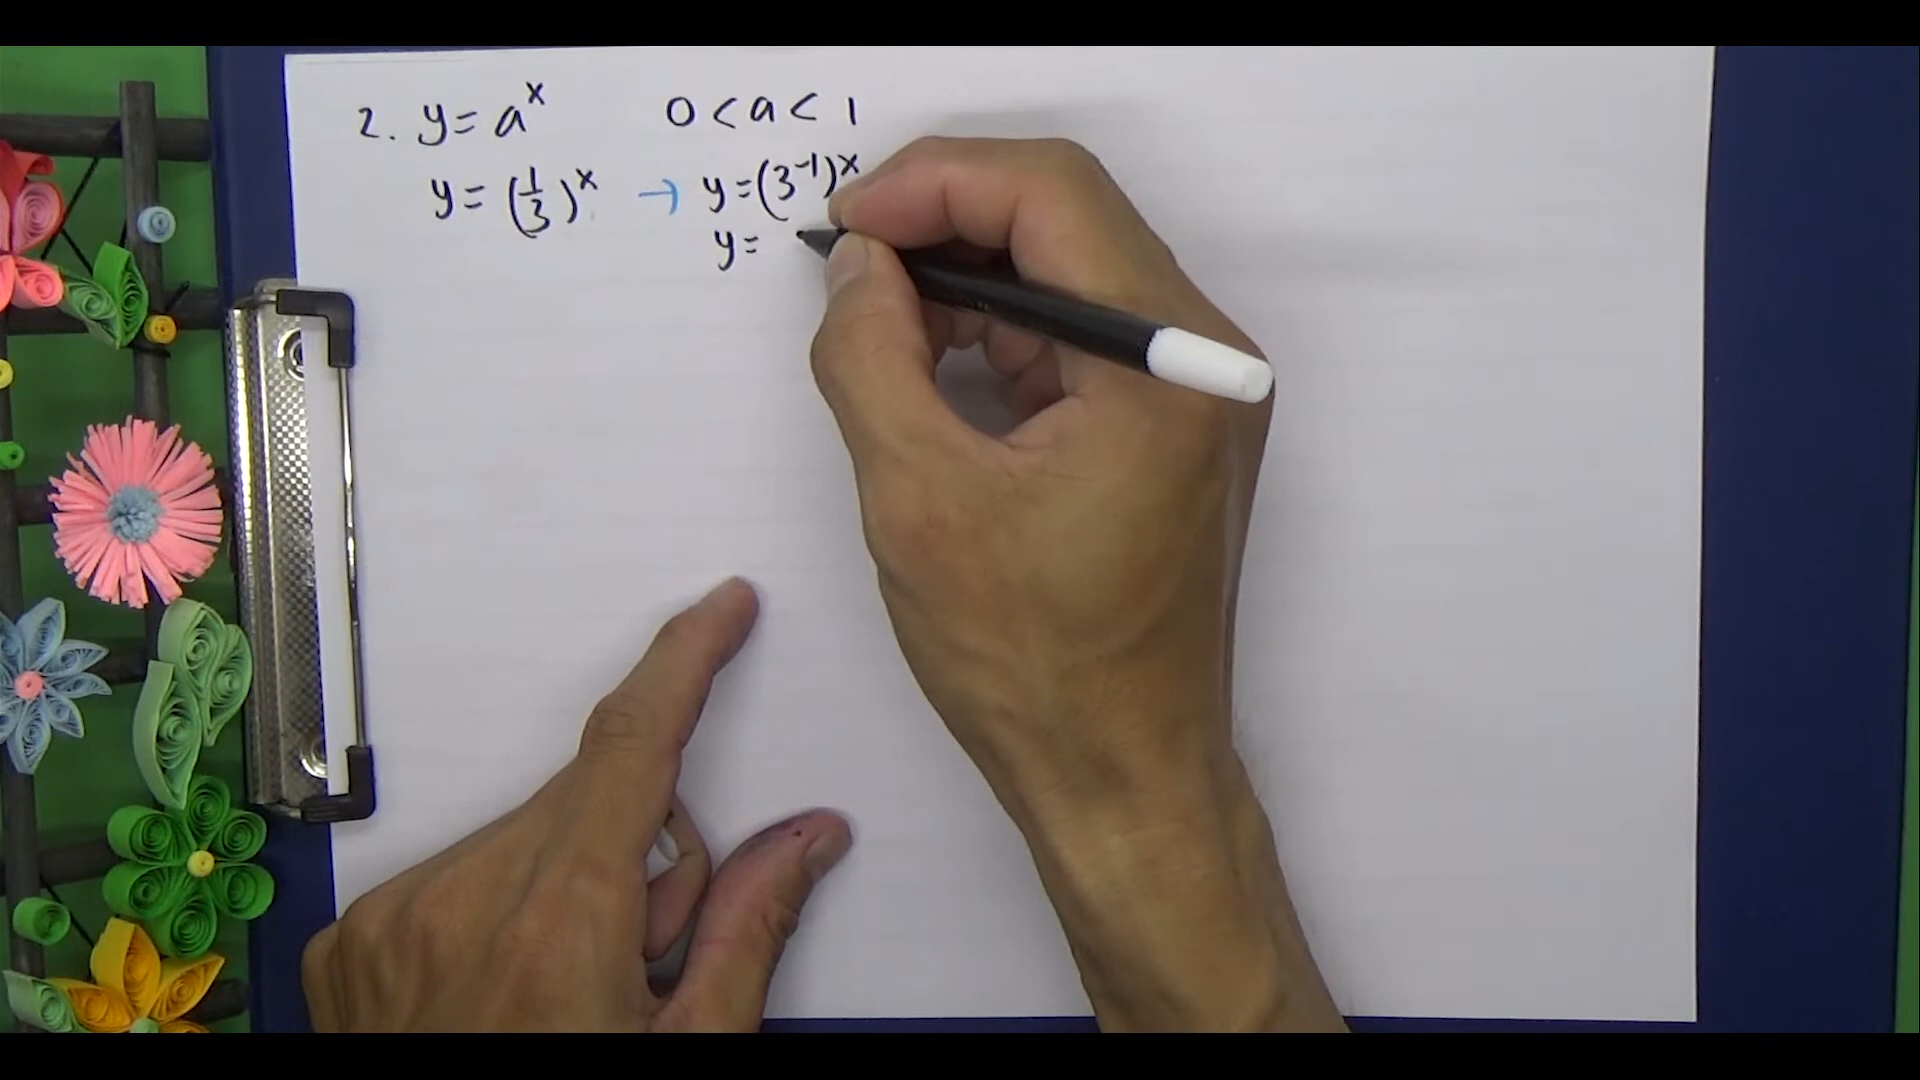 2. y = a^x 0 < a < 1
y = (1/3)^x → y = (3^-1)^x
y =